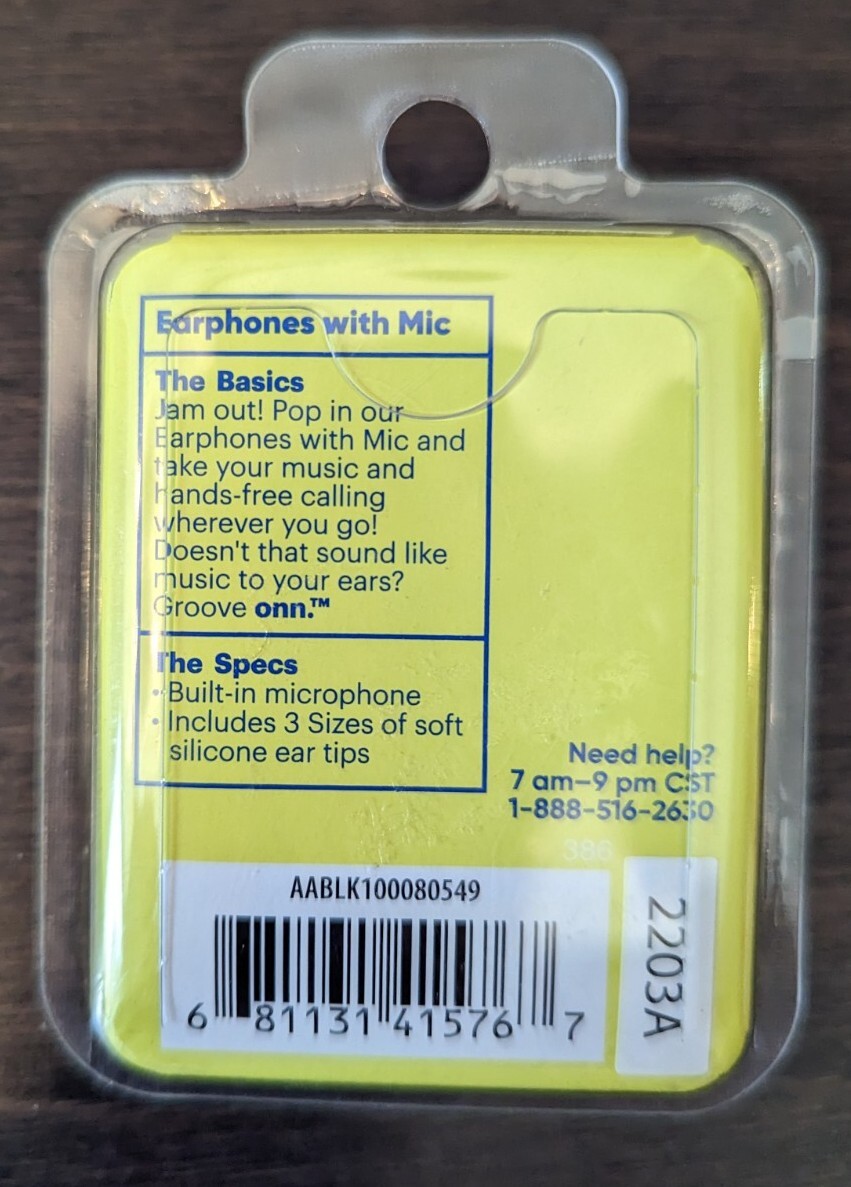 Earphones with Mic
The Basics
Jam out! Pop in our
Earphones with Mic and
take your music and
hands-free calling
wherever you go!
Doesn't that sound like
music to your ears?
Groove onn.™
The Specs
• Built-in microphone
• Includes 3 Sizes of soft
silicone ear tips
Need help?
7 am–9 pm CST
1-888-516-2630
386
AABLK100080549
6 81131 41576 7
2203A